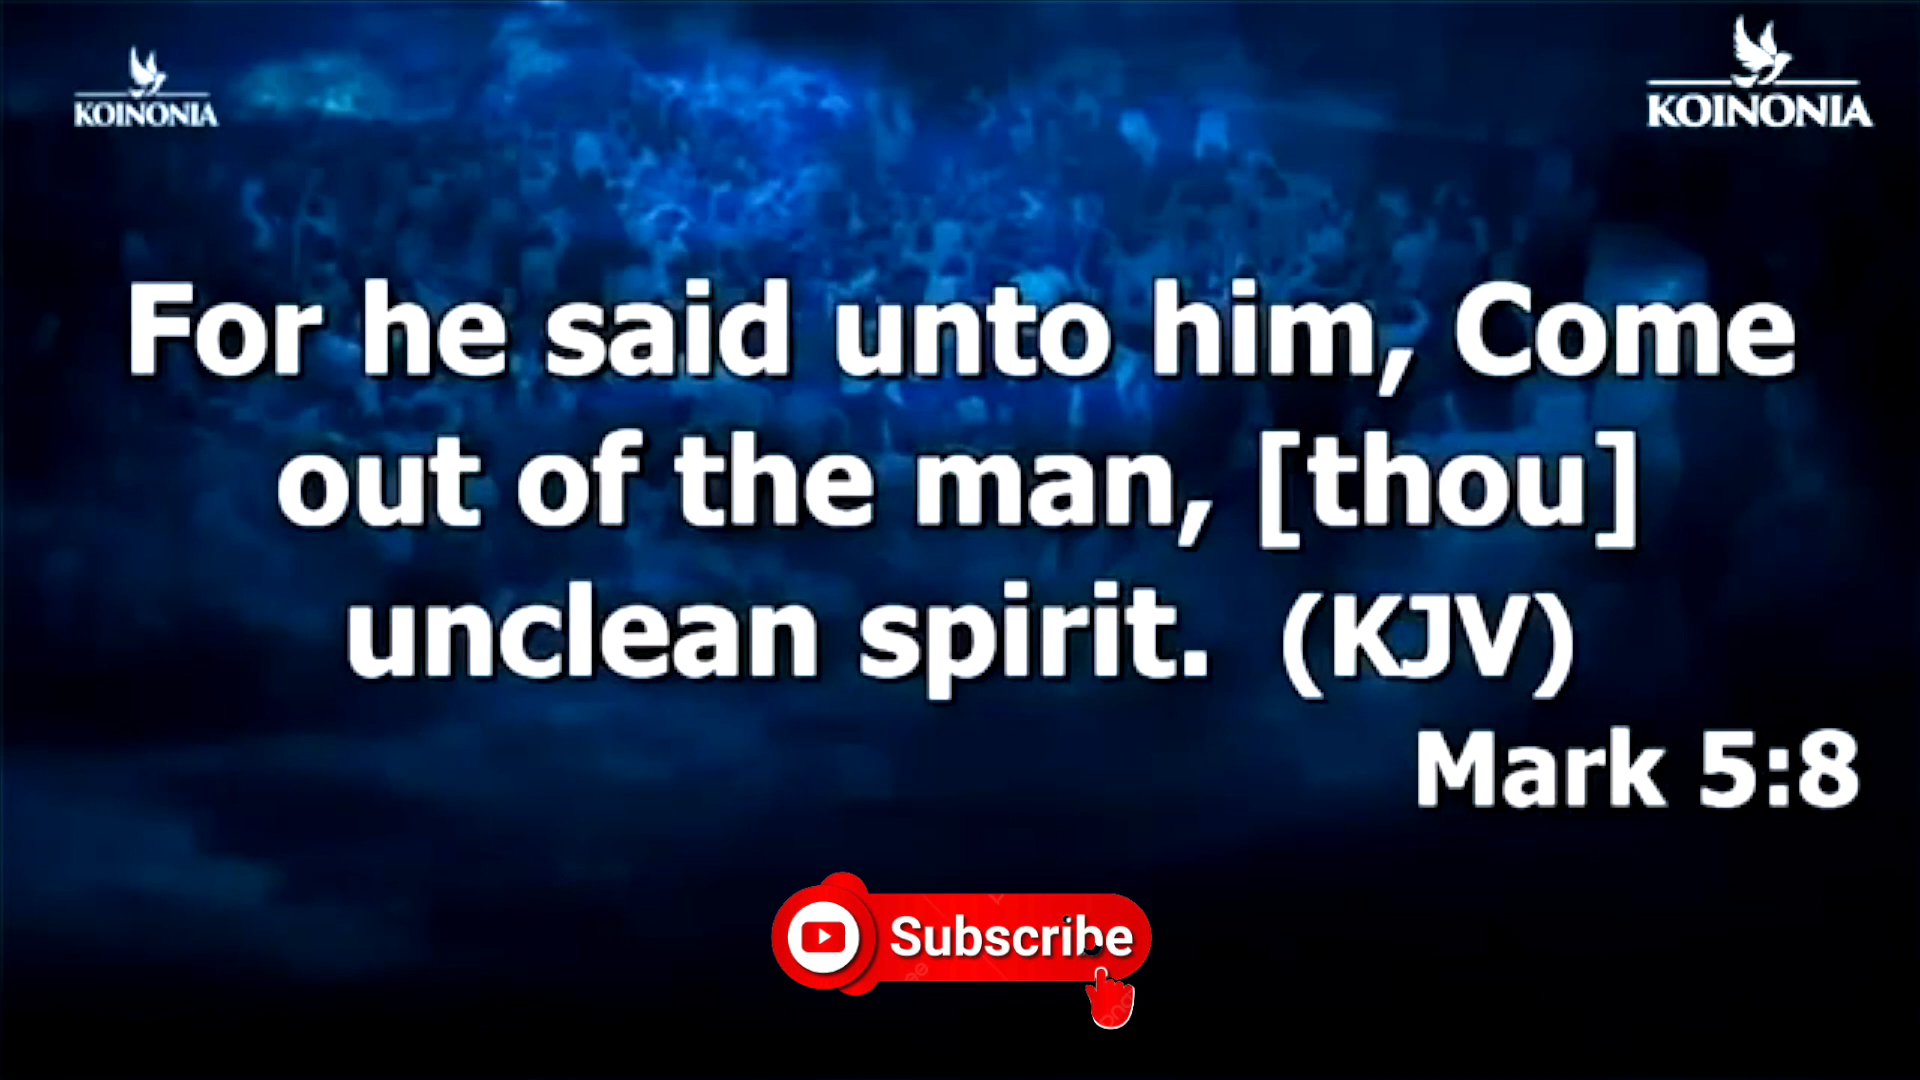 KOINONIA
KOINONIA
For he said unto him, Come
out of the man, [thou]
unclean spirit. (KJV)
Mark 5:8
Subscribe